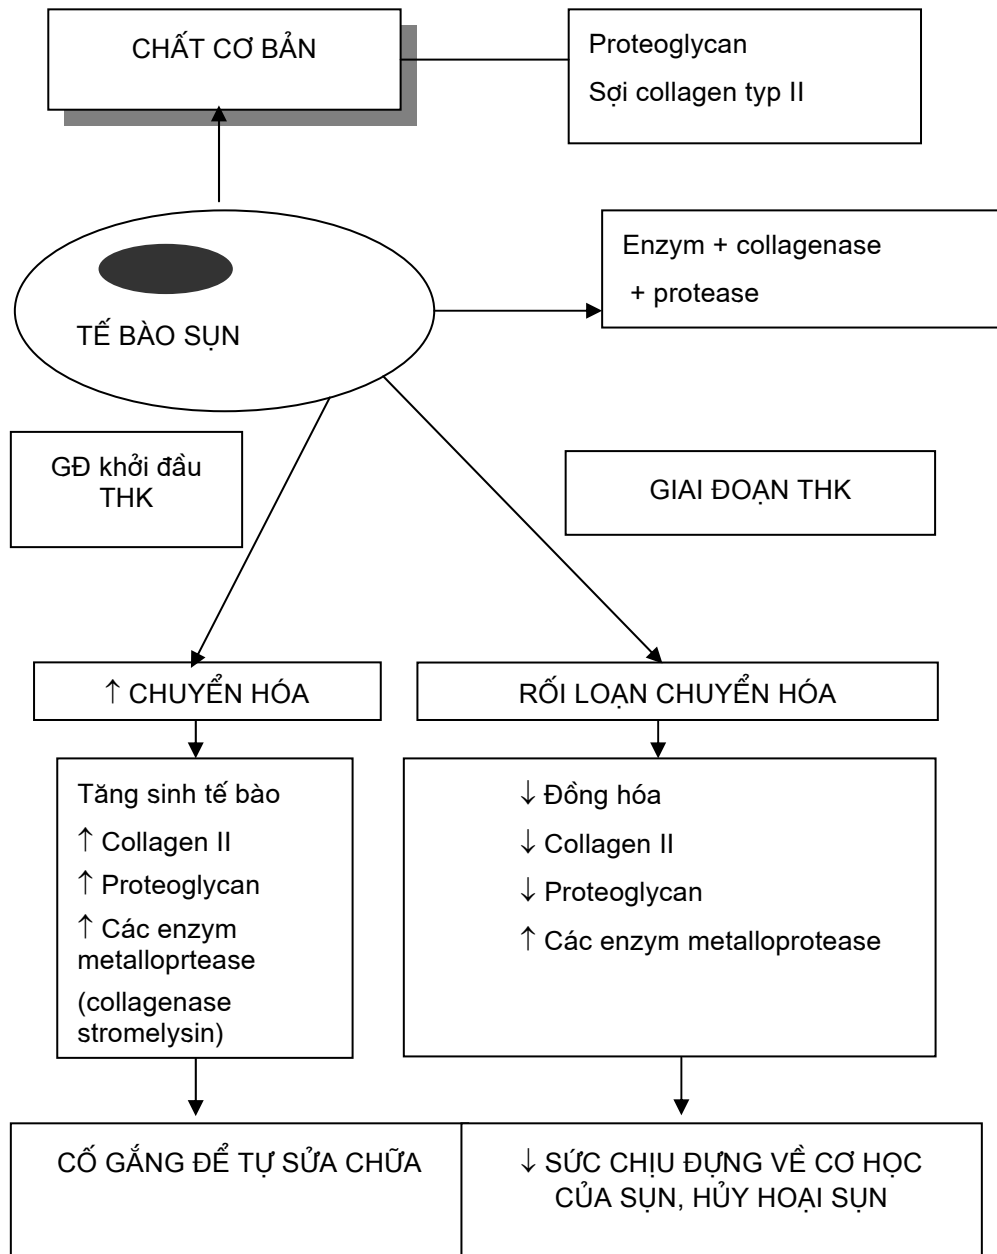 CHẤT CƠ BẢN
Proteoglycan
Sợi collagen typ II
Enzym + collagenase
+ protease
TẾ BÀO SỤN
GĐ khởi đầu
THK
GIAI ĐOẠN THK
↑ CHUYỂN HÓA
RỐI LOẠN CHUYỂN HÓA
Tăng sinh tế bào
↑ Collagen II
↑ Proteoglycan
↑ Các enzym
metalloprtease
(collagenase
stromelysin)
↓ Đồng hóa
↓ Collagen II
↓ Proteoglycan
↑ Các enzym metalloprotease
CỐ GẮNG ĐỂ TỰ SỬA CHỮA
↓ SỨC CHỊU ĐỰNG VỀ CƠ HỌC
CỦA SỤN, HỦY HOẠI SỤN